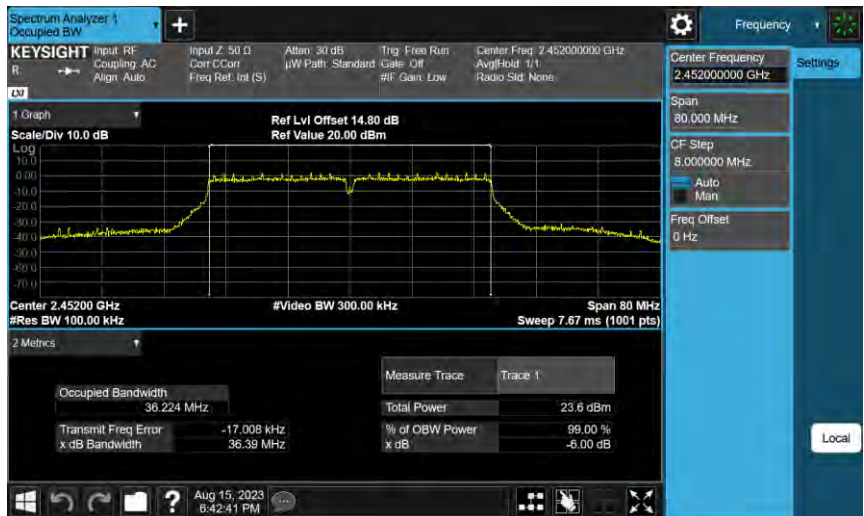 Spectrum Analyzer 1
Occupied BW
+
Frequency
KEYSIGHT Input: RF Input Z: 50 Ω Atten: 30 dB Trig: Free Run Center Freq: 2.452000000 GHz
R Coupling: AC Corr CCorr µW Path: Standard Gate: Off Avg|Hold: 1/1
Align: Auto Freq Ref: Int (S) #IF Gain: Low Radio Std: None
LXI
1 Graph
Ref Lvl Offset 14.80 dB
Scale/Div 10.0 dB Ref Value 20.00 dBm
Log
10.0
0.00
-10.0
-20.0
-30.0
-40.0
-50.0
-60.0
-70.0
Center 2.45200 GHz #Video BW 300.00 kHz Span 80 MHz
#Res BW 100.00 kHz Sweep 7.67 ms (1001 pts)
2 Metrics
Measure Trace Trace 1
Occupied Bandwidth
36.224 MHz Total Power 23.6 dBm
Transmit Freq Error -17.008 kHz % of OBW Power 99.00 %
x dB Bandwidth 36.39 MHz x dB -6.00 dB
Center Frequency
2.452000000 GHz
Settings
Span
80.000 MHz
CF Step
8.000000 MHz
Auto
Man
Freq Offset
0 Hz
Local
? Aug 15, 2023
6:42:41 PM